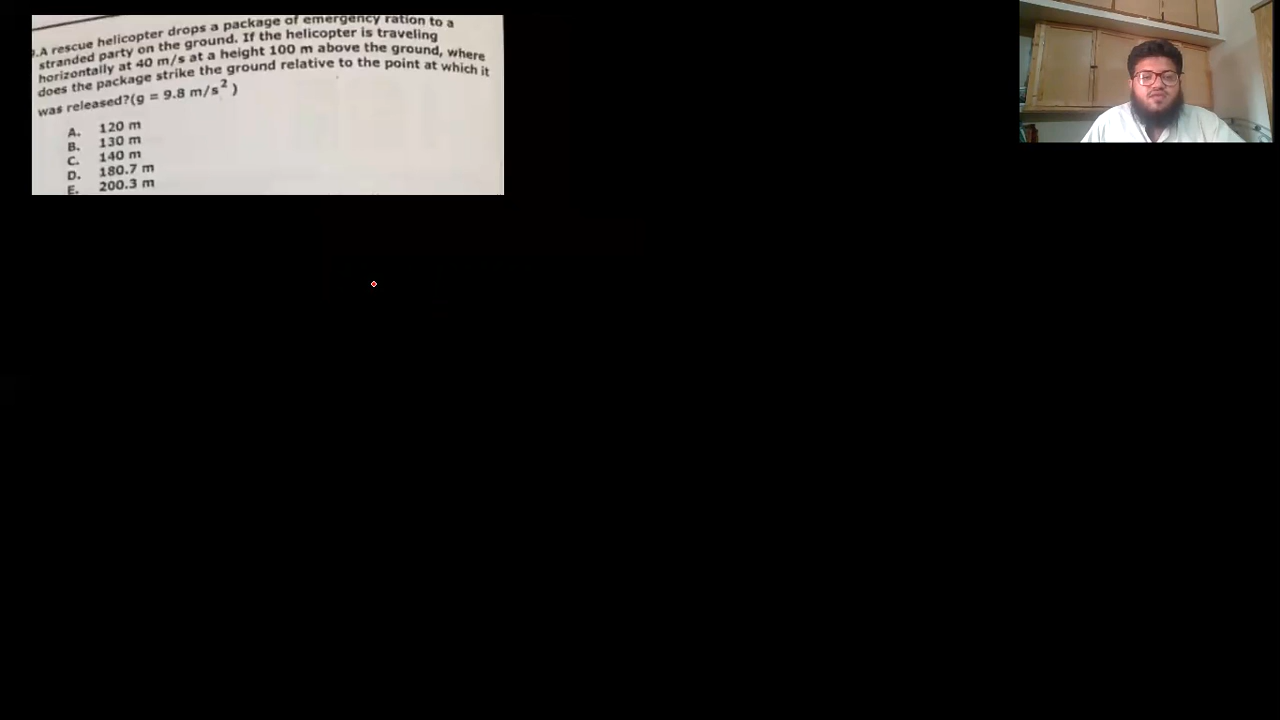 .A rescue helicopter drops a package of emergency ration to a
stranded party on the ground. If the helicopter is traveling
horizontally at 40 m/s at a height 100 m above the ground, where
does the package strike the ground relative to the point at which it
was released?(g = 9.8 m/s²)
A. 120 m
B. 130 m
C. 140 m
D. 180.7 m
E. 200.3 m